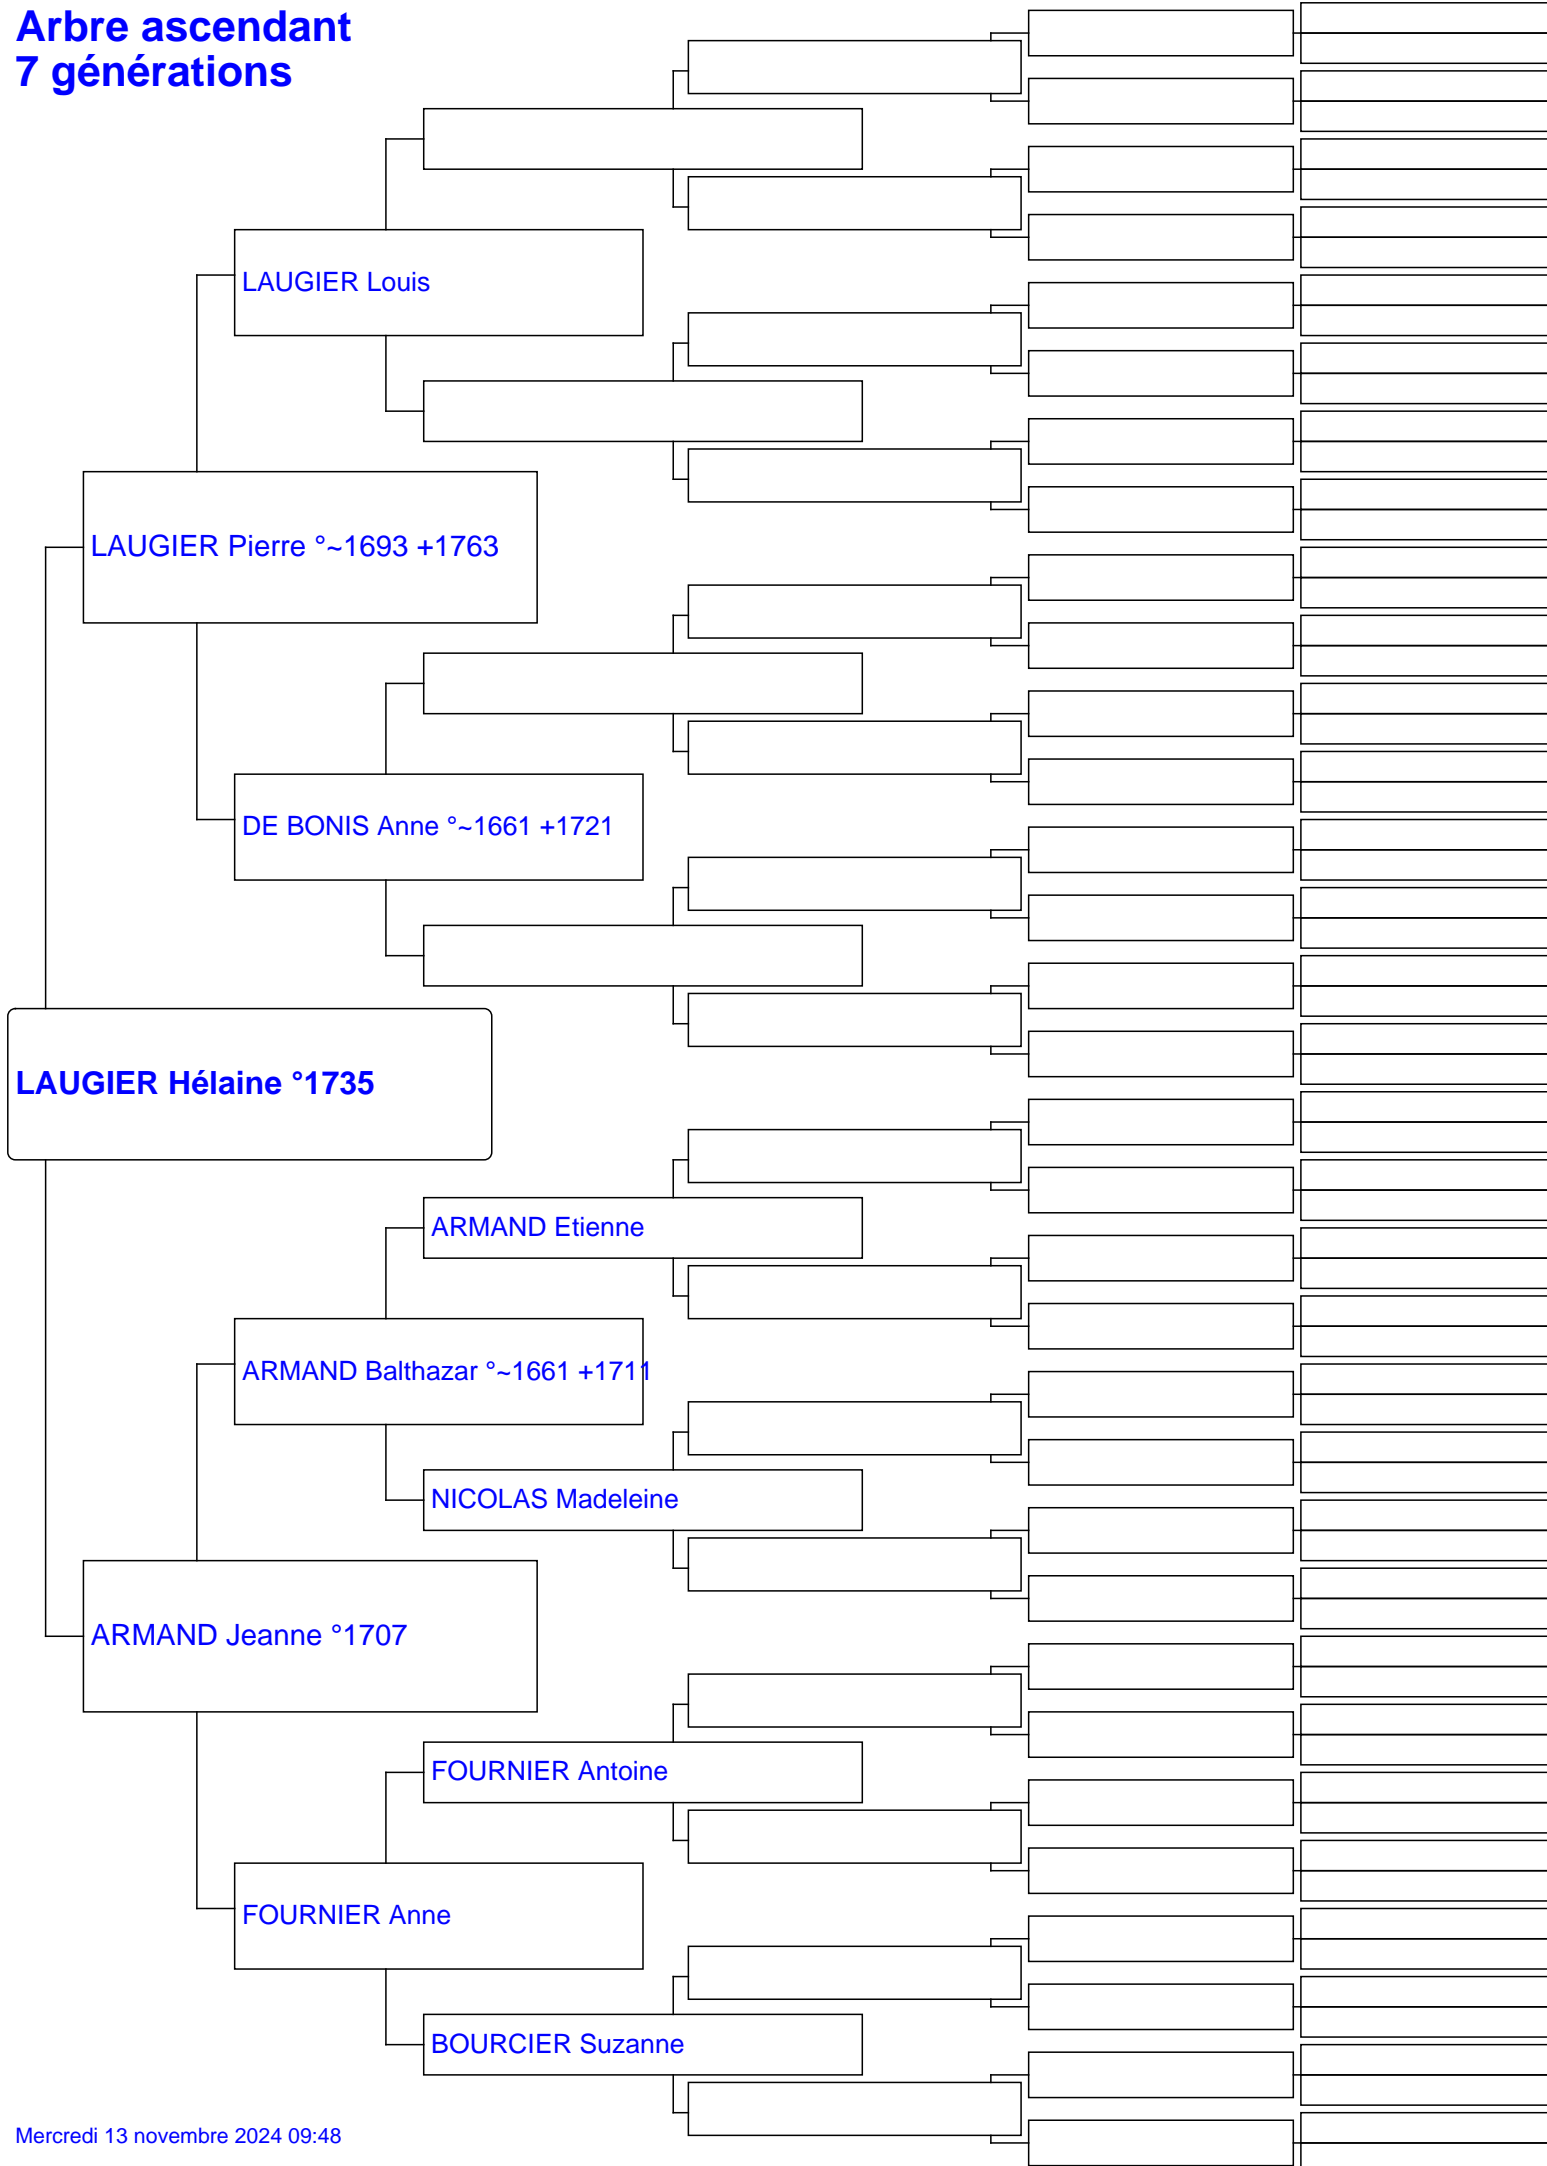 Arbre ascendant
7 générations
LAUGIER Louis
LAUGIER Pierre °~1693 +1763
DE BONIS Anne °~1661 +1721
LAUGIER Hélaine °1735
ARMAND Etienne
ARMAND Balthazar °~1661 +1711
NICOLAS Madeleine
ARMAND Jeanne °1707
FOURNIER Antoine
FOURNIER Anne
BOURCIER Suzanne
Mercredi 13 novembre 2024 09:48